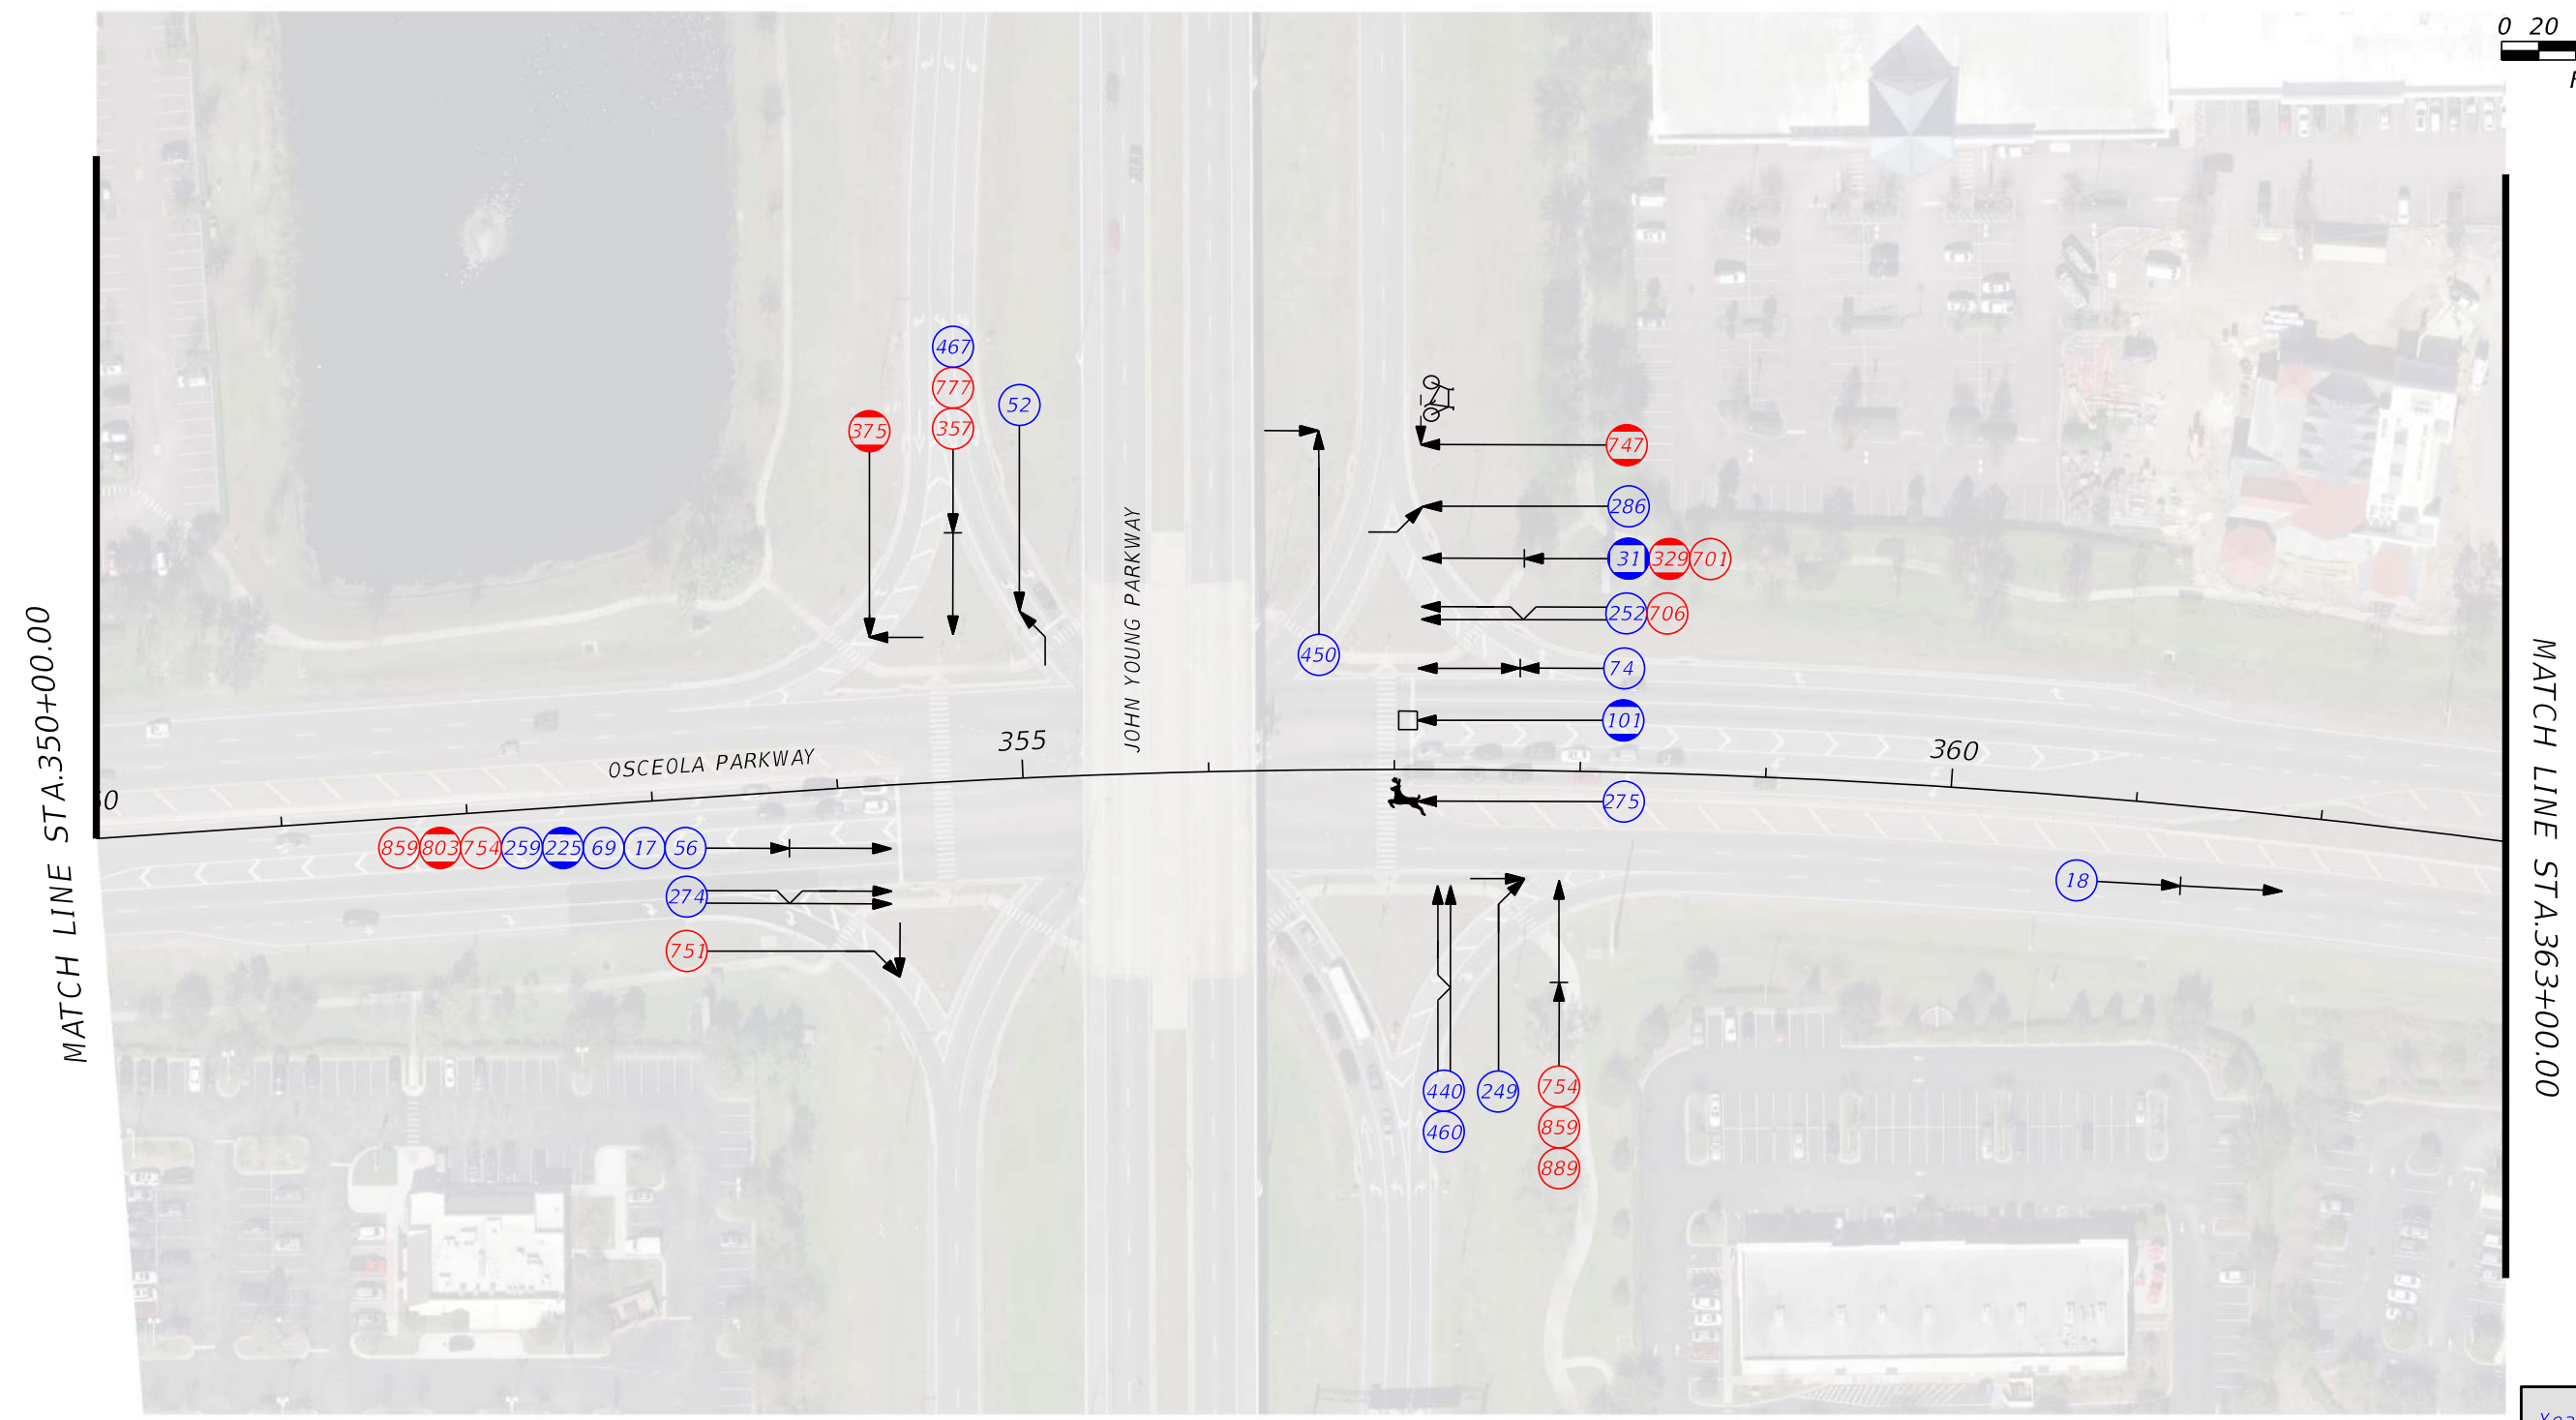 0 20
467
777
357
52
375
747
286
31 329 701
252 706
450
74
101
JOHN YOUNG PARKWAY
355
360
OSCEOLA PARKWAY
275
MATCH LINE STA.350+00.00
MATCH LINE STA.363+00.00
859 803 754 259 225 69 17 56
274
751
18
440 249 754
460 859
889